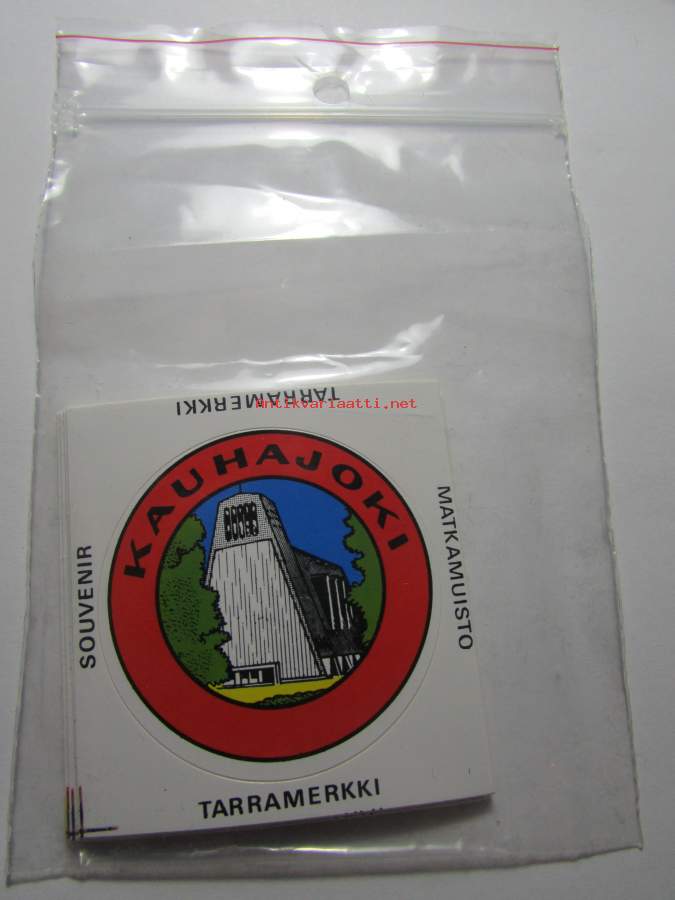 TARRAMERKKI
Antikvariaatti.net
KAUHAJOKI
SOUVENIR
MATKAMUISTO
TARRAMERKKI